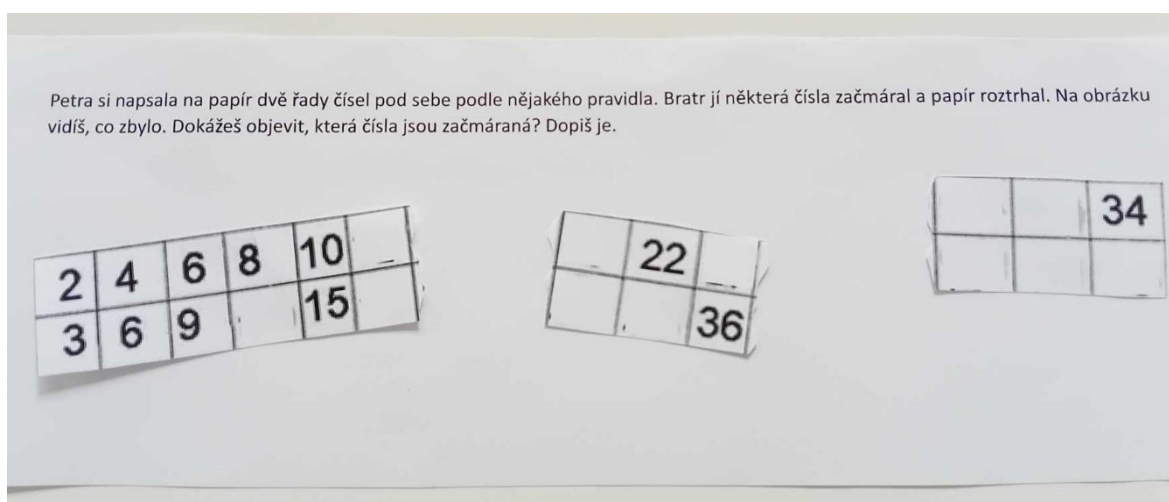 Petra si napsala na papír dvě řady čísel pod sebe podle nějakého pravidla. Bratr jí některá čísla začmáral a papír roztrhal. Na obrázku
vidíš, co zbylo. Dokážeš objevit, která čísla jsou začmáraná? Dopiš je.
2 4 6 8 10
3 6 9 15
22
36
34